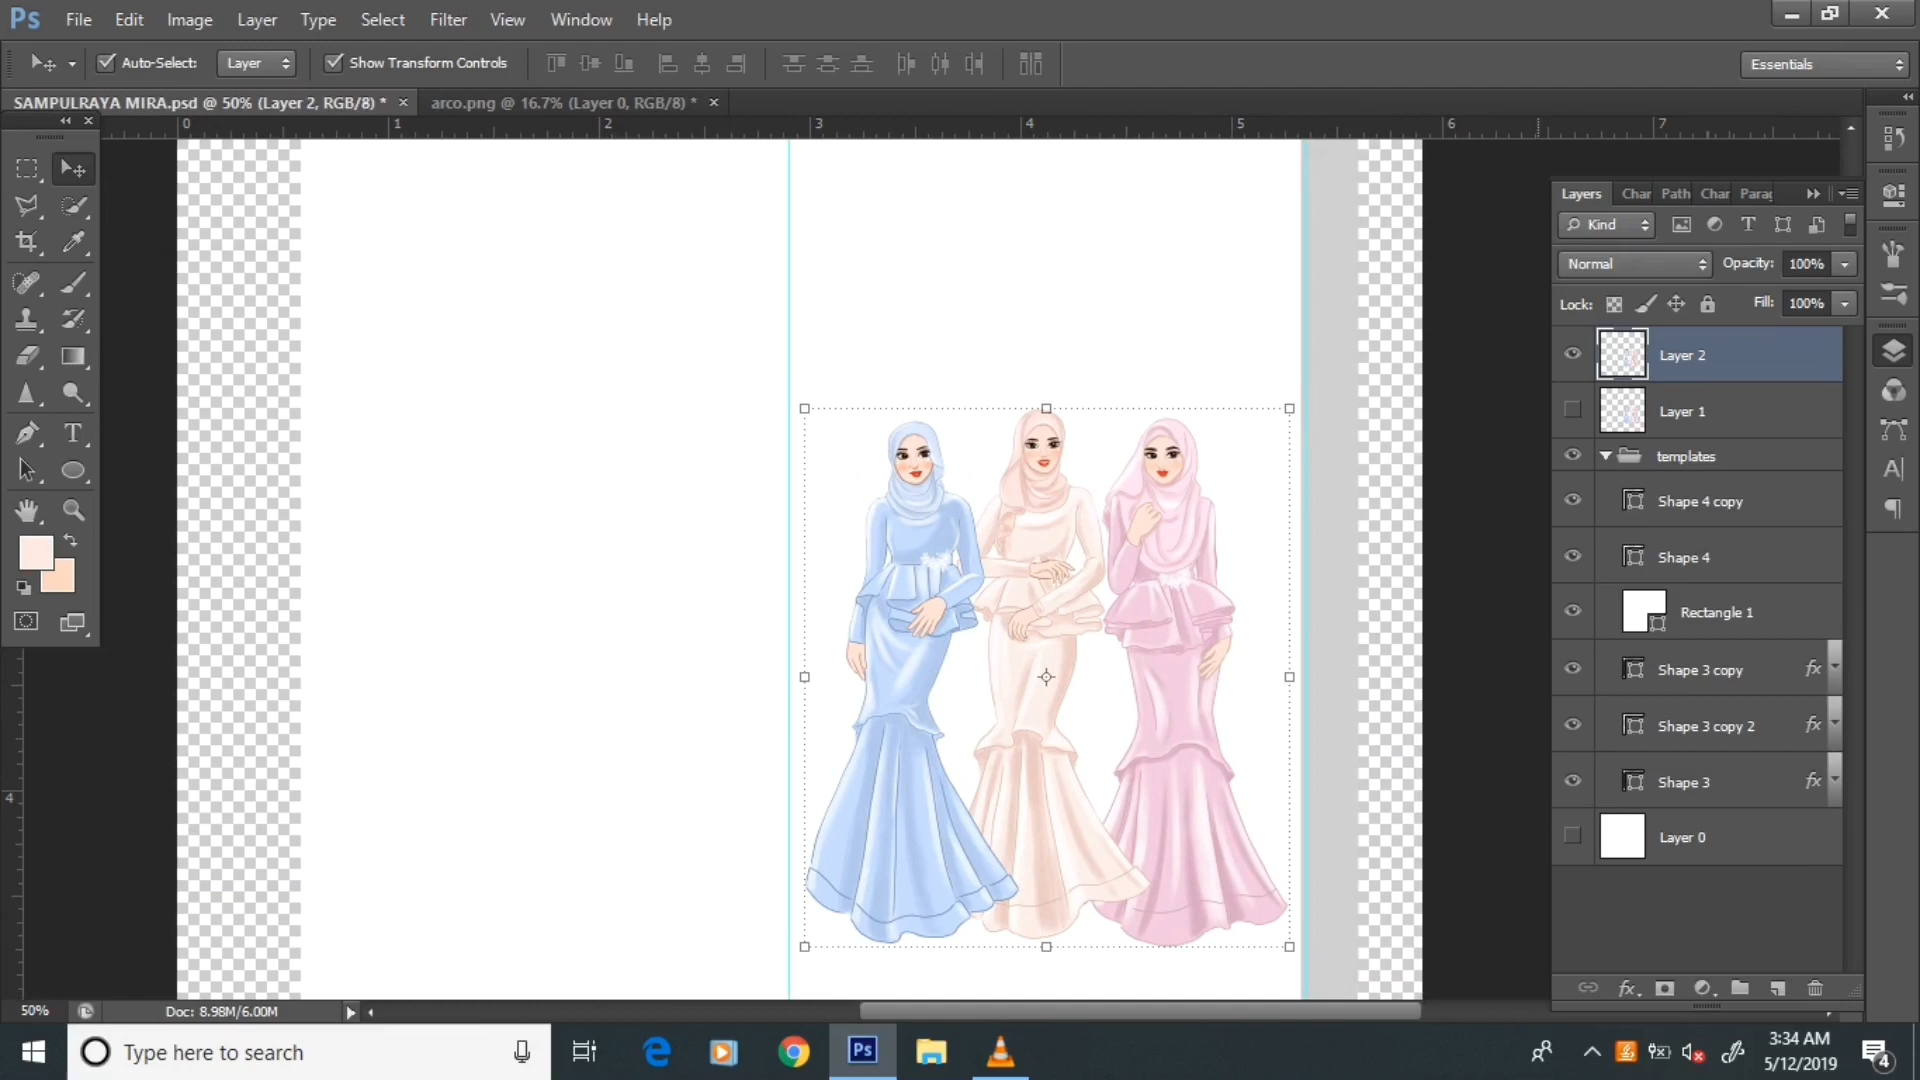 Ps File Edit Image Layer Type Select Filter View Window Help
Auto-Select: Layer Show Transform Controls Essentials
SAMPULRAYA MIRA.psd @ 50% (Layer 2, RGB/8) * × arco.png @ 16.7% (Layer 0, RGB/8) * ×
0 1 2 3 4 5 6 7
4
Layers Char Path Char Parag
Kind
Normal Opacity: 100%
Lock: Fill: 100%
Layer 2
Layer 1
templates
Shape 4 copy
Shape 4
Rectangle 1
Shape 3 copy fx
Shape 3 copy 2 fx
Shape 3 fx
Layer 0
50% Doc: 8.98M/6.00M
Type here to search
3:34 AM
5/12/2019
4